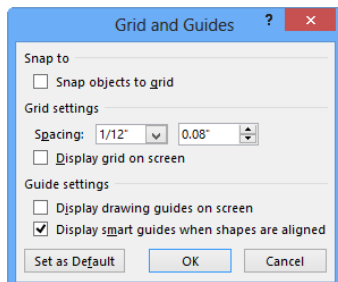 Grid and Guides ?
Snap to
Snap objects to grid
Grid settings
Spacing: 1/12" 0.08"
Display grid on screen
Guide settings
Display drawing guides on screen
Display smart guides when shapes are aligned
Set as Default OK Cancel